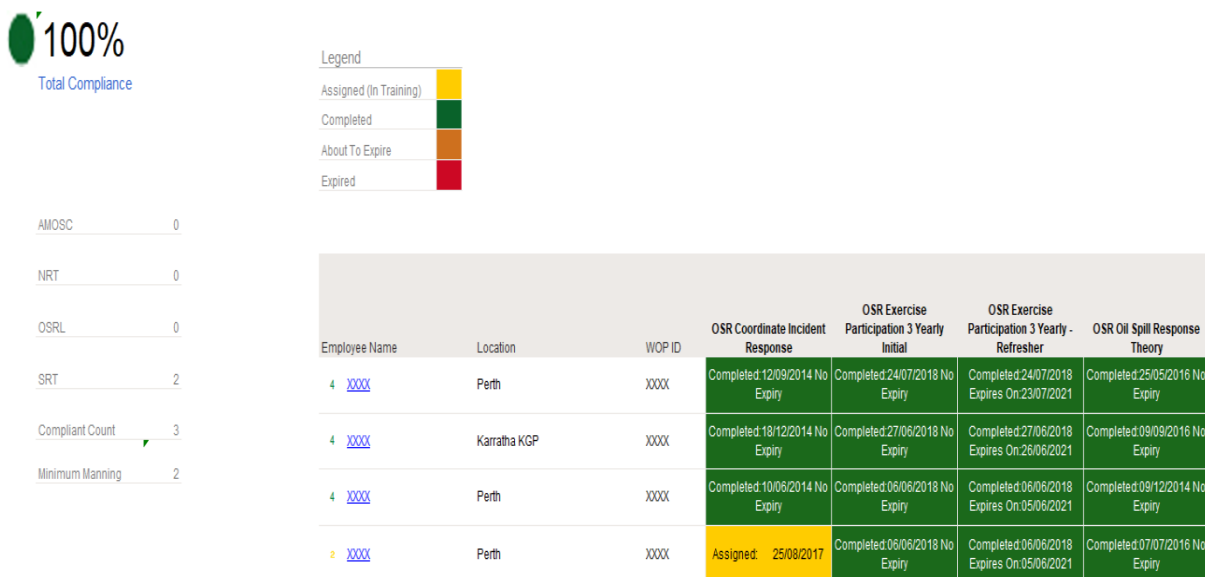 100%
Total Compliance
Legend
Assigned (In Training)
Completed
About To Expire
Expired
AMOSC 0
NRT 0
OSRL 0
SRT 2
Compliant Count 3
Minimum Manning 2
Employee Name Location WOP ID OSR Coordinate Incident Response OSR Exercise Participation 3 Yearly Initial OSR Exercise Participation 3 Yearly - Refresher OSR Oil Spill Response Theory
4 XXXX Perth XXXX Completed:12/09/2014 No Expiry Completed:24/07/2018 No Expiry Completed:24/07/2018 Expires On:23/07/2021 Completed:25/05/2016 No Expiry
4 XXXX Karratha KGP XXXX Completed:18/12/2014 No Expiry Completed:27/06/2018 No Expiry Completed:27/06/2018 Expires On:26/06/2021 Completed:09/09/2016 No Expiry
4 XXXX Perth XXXX Completed:10/06/2014 No Expiry Completed:06/06/2018 No Expiry Completed:06/06/2018 Expires On:05/06/2021 Completed:09/12/2014 No Expiry
2 XXXX Perth XXXX Assigned: 25/08/2017 Completed:06/06/2018 No Expiry Completed:06/06/2018 Expires On:05/06/2021 Completed:07/07/2016 No Expiry